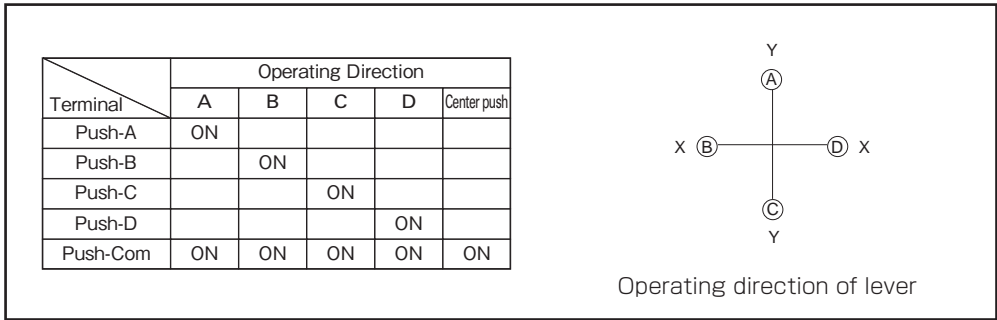 Operating Direction
Terminal A B C D Center push
Push-A ON
Push-B ON
Push-C ON
Push-D ON
Push-Com ON ON ON ON ON
Y
A
X B D X
C
Y
Operating direction of lever